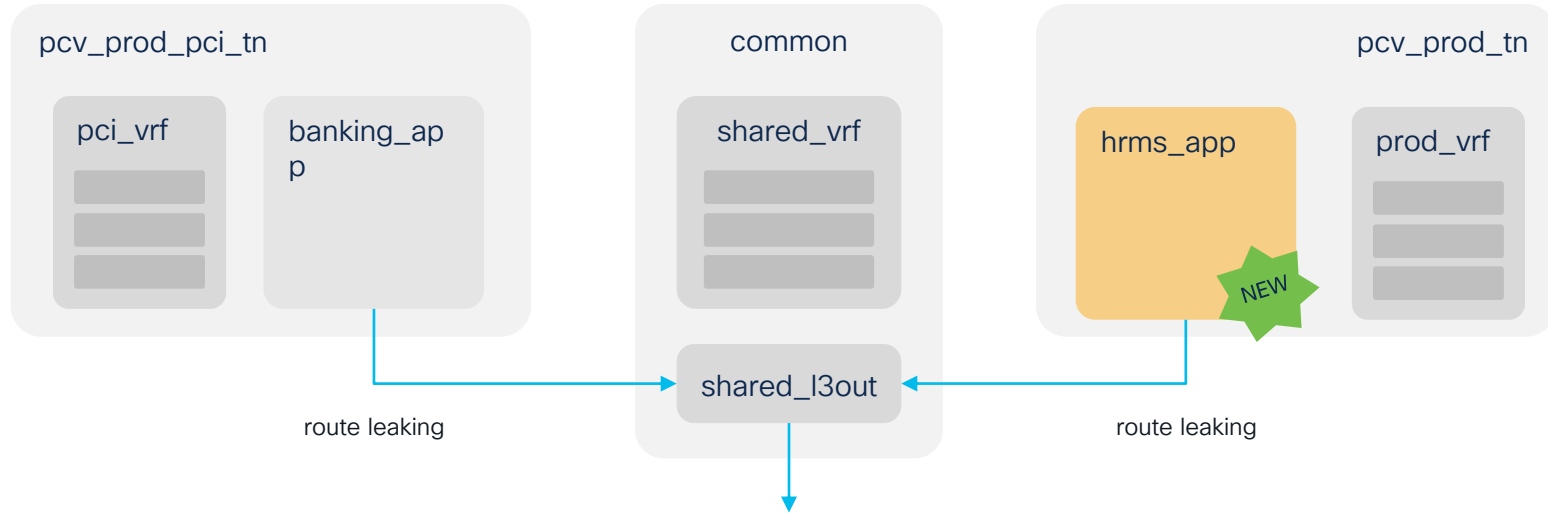 pcv_prod_pci_tn
common
pcv_prod_tn
pci_vrf
banking_ap
p
shared_vrf
hrms_app
prod_vrf
NEW
shared_l3out
route leaking
route leaking